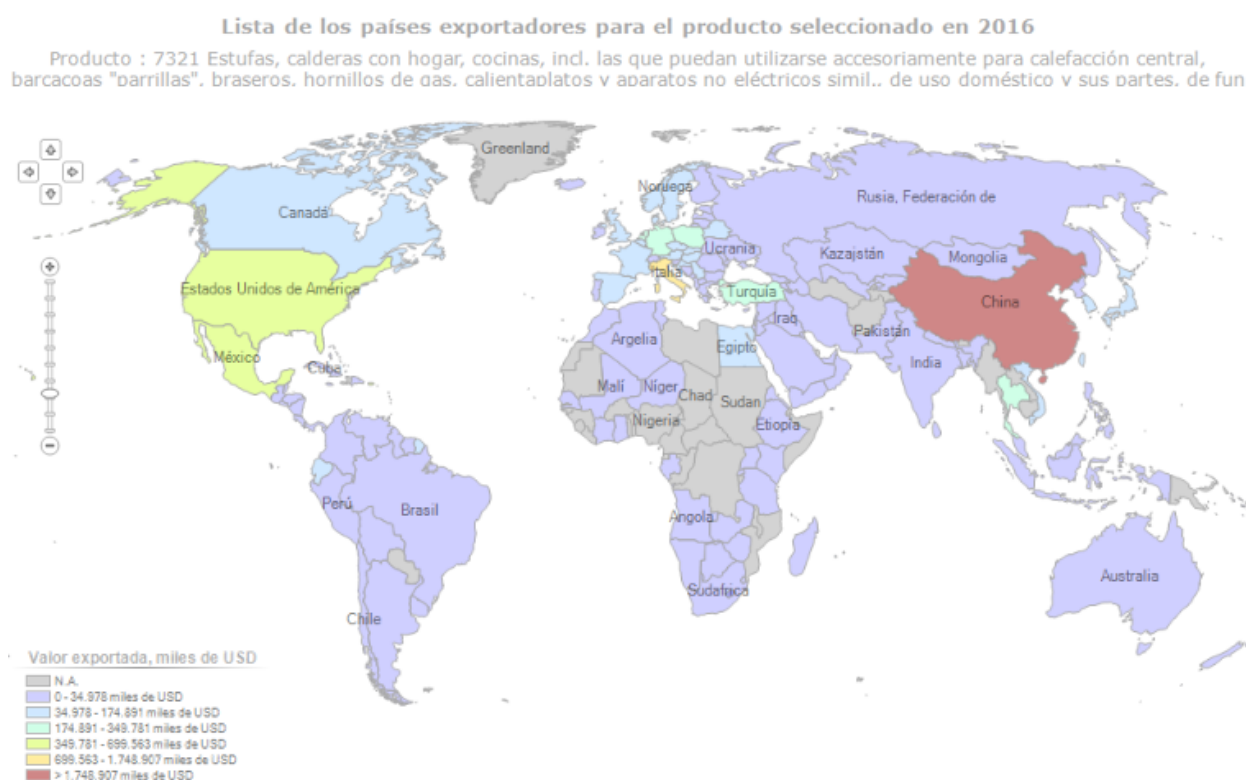 Lista de los países exportadores para el producto seleccionado en 2016
Producto : 7321 Estufas, calderas con hogar, cocinas, incl. las que puedan utilizarse accesoriamente para calefacción central,
barcacoas "parrillas", braseros, hornillos de gas, calientaplatos y aparatos no eléctricos simil., de uso doméstico y sus partes, de fun
Greenland
Noruega
Rusia, Federación de
Canadá
Ucrania
Kazajstán
Mongolia
Italia
Estados Unidos de América
Turquía
China
Iraq
Pakistán
Argelia
Egipto
México
Cuba
India
Malí
Níger
Chad
Sudan
Nigeria
Etiopía
Perú
Brasil
Angola
Australia
Sudafrica
Chile
Valor exportada, miles de USD
N.A.
0 - 34.978 miles de USD
34.978 - 174.891 miles de USD
174.891 - 349.781 miles de USD
349.781 - 699.563 miles de USD
699.563 - 1.748.907 miles de USD
> 1.748.907 miles de USD